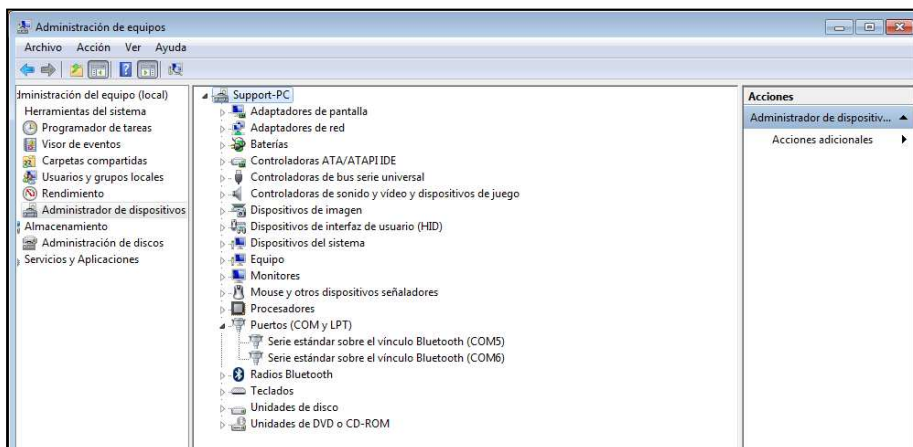 Administración de equipos
Archivo Acción Ver Ayuda
dministración del equipo (local)
Herramientas del sistema
Programador de tareas
Visor de eventos
Carpetas compartidas
Usuarios y grupos locales
Rendimiento
Administrador de dispositivos
Almacenamiento
Administración de discos
Servicios y Aplicaciones
Support-PC
Adaptadores de pantalla
Adaptadores de red
Baterías
Controladoras ATA/ATAPI IDE
Controladoras de bus serie universal
Controladoras de sonido y vídeo y dispositivos de juego
Dispositivos de imagen
Dispositivos de interfaz de usuario (HID)
Dispositivos del sistema
Equipo
Monitores
Mouse y otros dispositivos señaladores
Procesadores
Puertos (COM y LPT)
Serie estándar sobre el vínculo Bluetooth (COM5)
Serie estándar sobre el vínculo Bluetooth (COM6)
Radios Bluetooth
Teclados
Unidades de disco
Unidades de DVD o CD-ROM
Acciones
Administrador de dispositiv...
Acciones adicionales